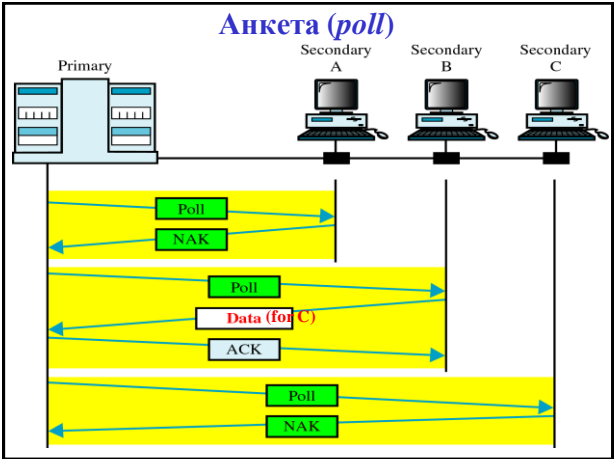 Анкета (poll)
Primary
Secondary
A
Secondary
B
Secondary
C
Poll
NAK
Poll
Data (for C)
ACK
Poll
NAK